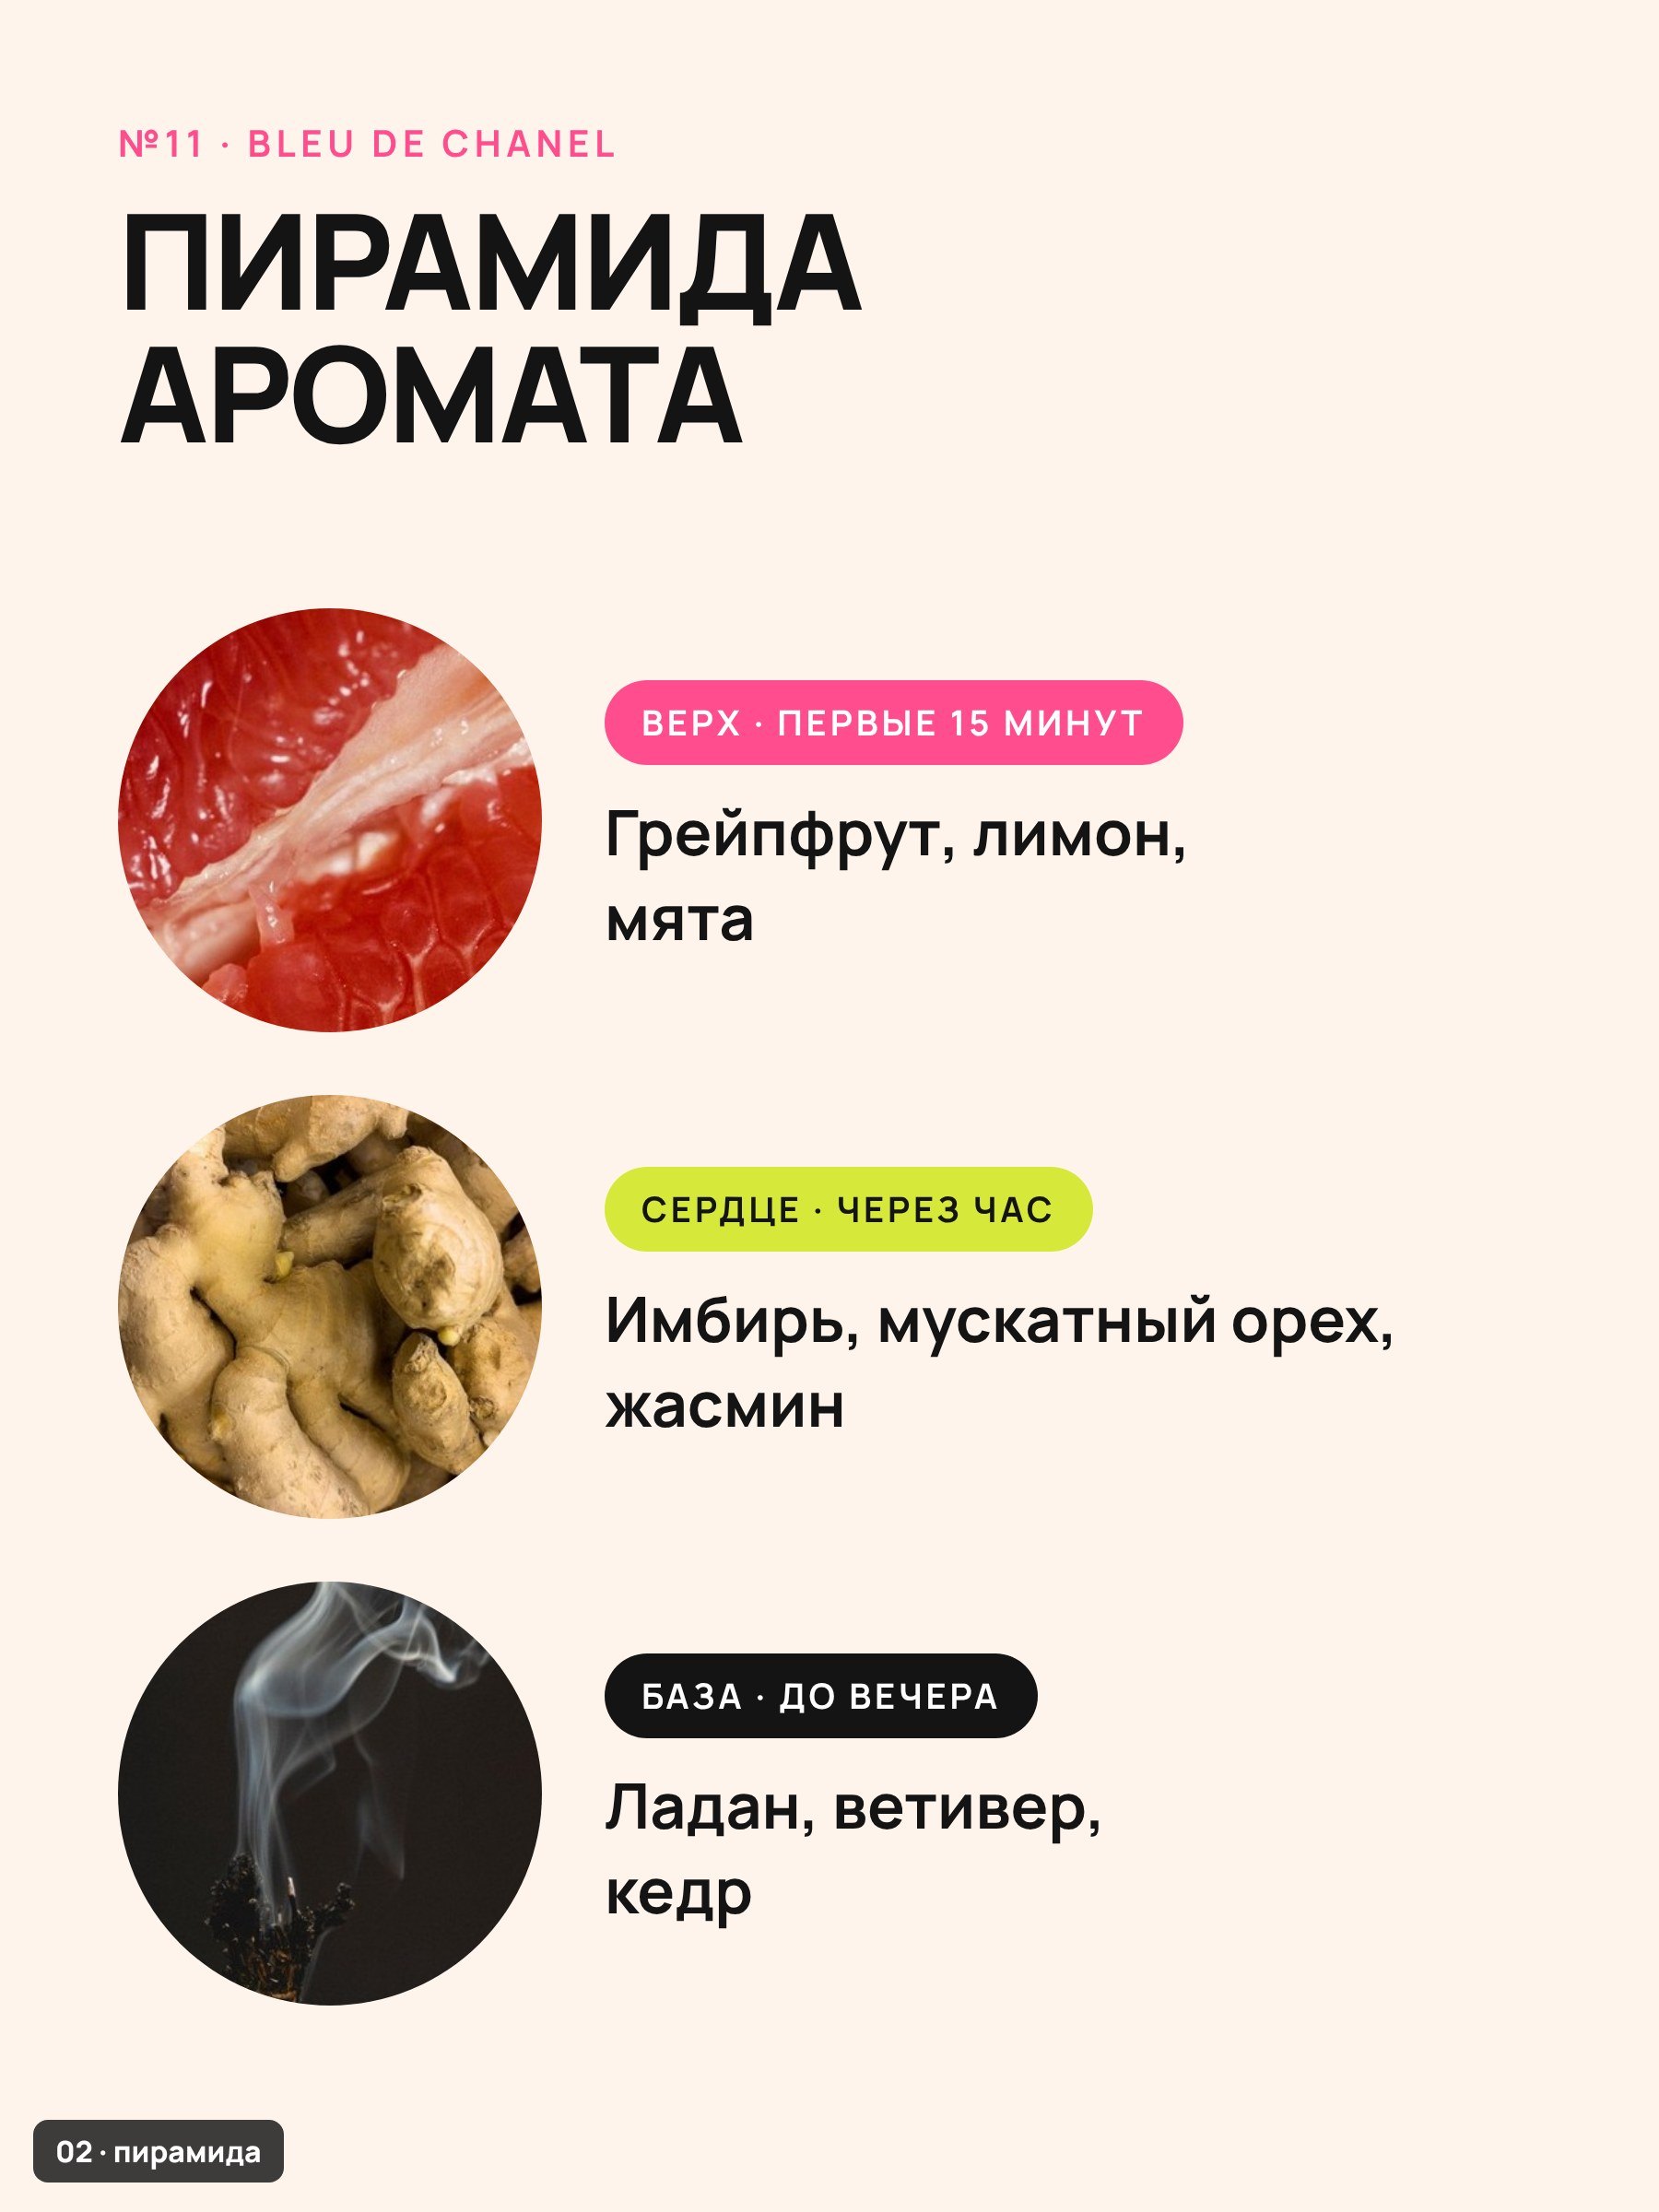 №11 · BLEU DE CHANEL
ПИРАМИДА
АРОМАТА
ВЕРХ · ПЕРВЫЕ 15 МИНУТ
Грейпфрут, лимон,
мята
СЕРДЦЕ · ЧЕРЕЗ ЧАС
Имбирь, мускатный орех,
жасмин
БАЗА · ДО ВЕЧЕРА
Ладан, ветивер,
кедр
02 · пирамида